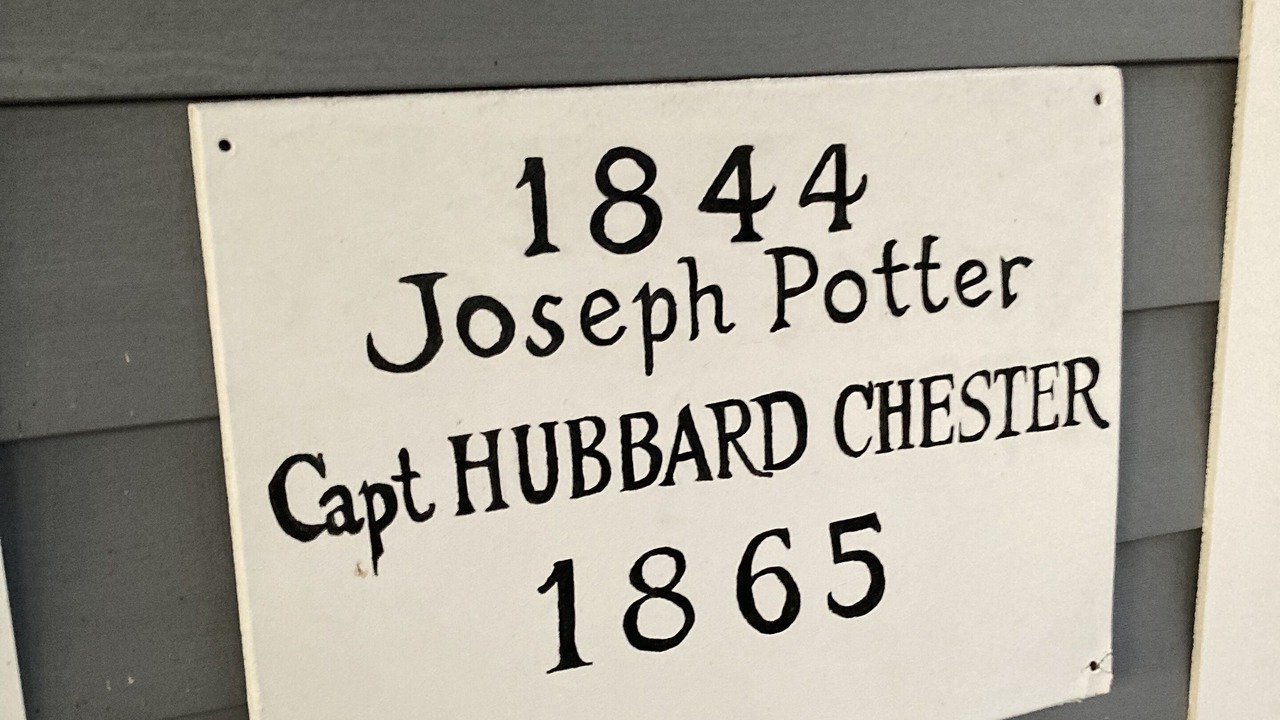 1844
Joseph Potter
Capt HUBBARD CHESTER
1865